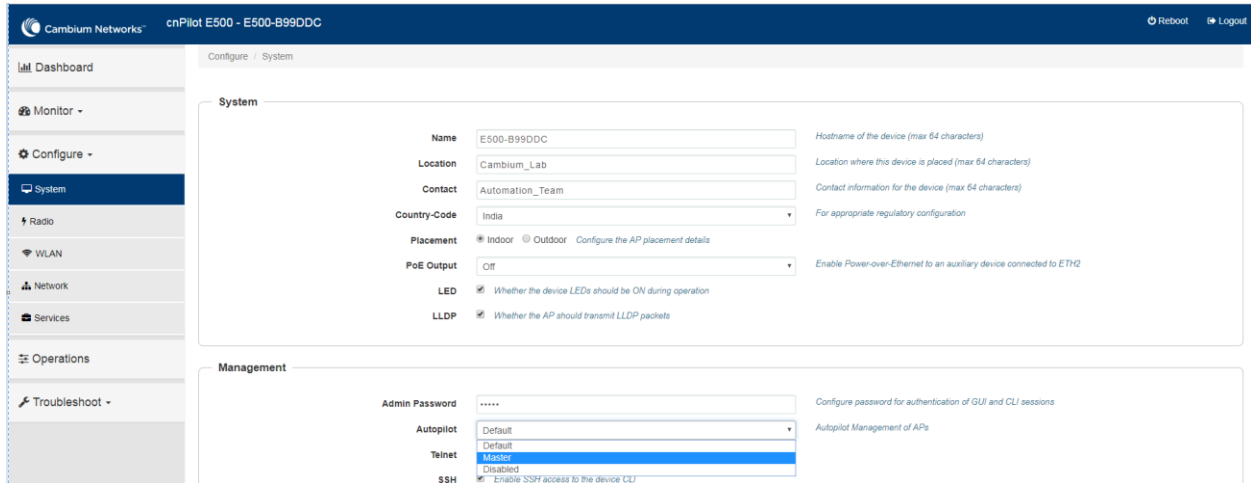 Cambium Networks™ cnPilot E500 - E500-B99DDC Reboot Logout
Dashboard
Monitor
Configure
System
Radio
WLAN
Network
Services
Operations
Troubleshoot
Configure / System
System
Name E500-B99DDC Hostname of the device (max 64 characters)
Location Cambium_Lab Location where this device is placed (max 64 characters)
Contact Automation_Team Contact information for the device (max 64 characters)
Country-Code India For appropriate regulatory configuration
Placement Indoor Outdoor Configure the AP placement details
PoE Output Off Enable Power-over-Ethernet to an auxiliary device connected to ETH2
LED Whether the device LEDs should be ON during operation
LLDP Whether the AP should transmit LLDP packets
Management
Admin Password ••••• Configure password for authentication of GUI and CLI sessions
Autopilot Default Autopilot Management of APs
Default
Telnet Master
Disabled
SSH Enable SSH access to the device CLI